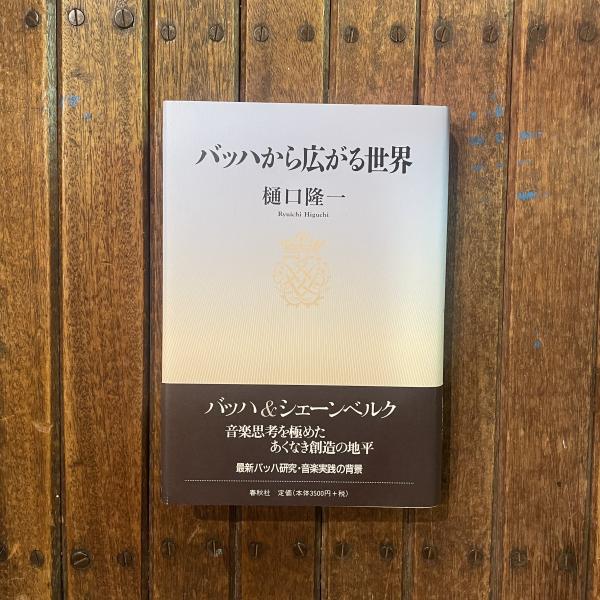 バッハから広がる世界
樋口隆一
Ryuichi Higuchi
バッハ&シェーンベルク
音楽思考を極めた
あくなき創造の地平
最新バッハ研究・音楽実践の背景
春秋社 定価(本体3500円+税)